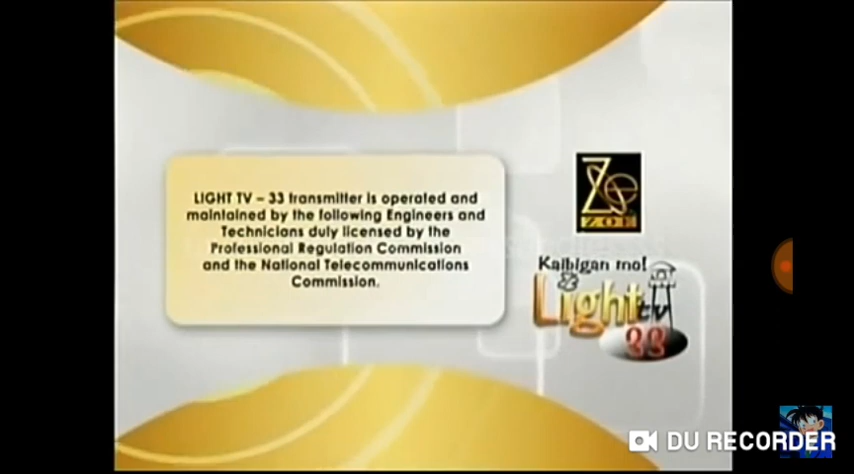 LIGHT TV – 33 transmitter is operated and
maintained by the following Engineers and
Technicians duly licensed by the
Professional Regulation Commission
and the National Telecommunications
Commission.
ZOE
Kaibigan mo!
Light tv
33
DU RECORDER